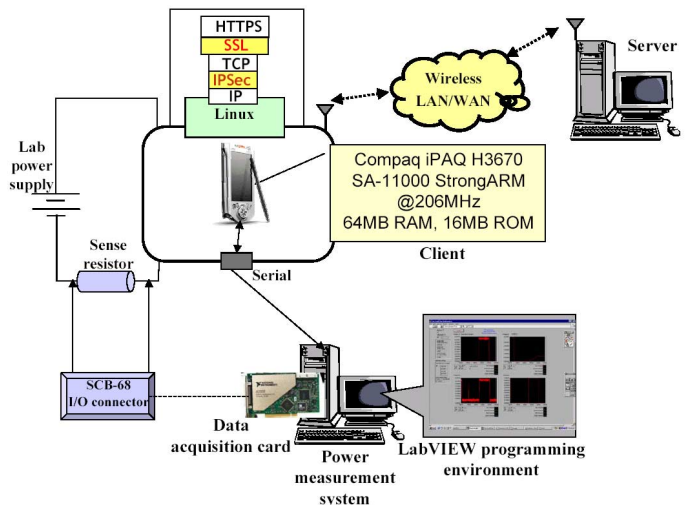 HTTPS
SSL
TCP
IPSec
IP
Linux
Wireless
LAN/WAN
Server
Lab
power
supply
Compaq iPAQ H3670
SA-11000 StrongARM
@206MHz
64MB RAM, 16MB ROM
Client
Sense
resistor
Serial
SCB-68
I/O connector
Data
acquisition card
Power
measurement
system
LabVIEW programming
environment